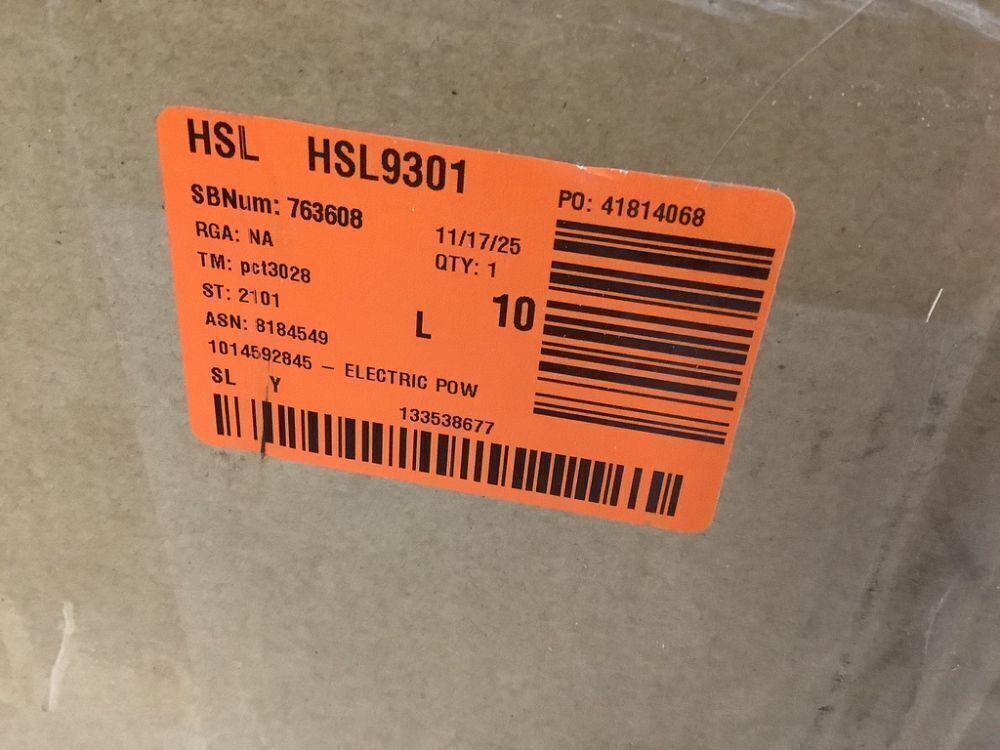 HSL HSL9301
SBNum: 763608
PO: 41814068
RGA: NA
11/17/25
TM: pct3028
QTY: 1
ST: 2101
L 10
ASN: 8184549
1014592845 – ELECTRIC POW
SL Y
133538677